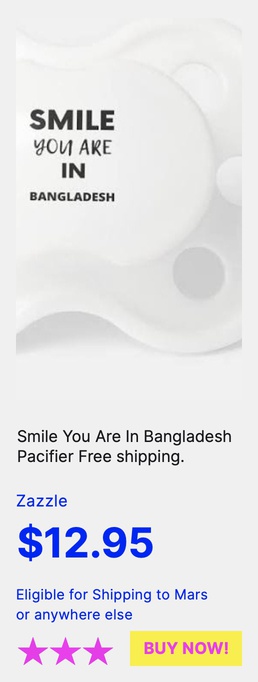 SMILE
YOU ARE
IN
BANGLADESH
Smile You Are In Bangladesh
Pacifier Free shipping.
Zazzle
$12.95
Eligible for Shipping to Mars
or anywhere else
BUY NOW!